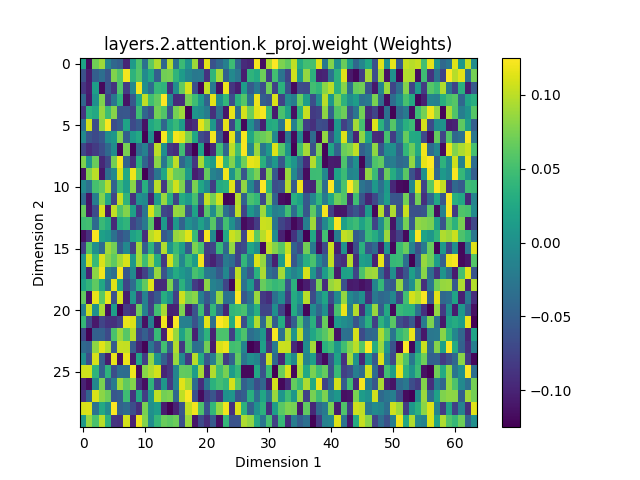 layers.2.attention.k_proj.weight (Weights)
0
5
10
15
20
25
Dimension 2
0 10 20 30 40 50 60
Dimension 1
0.10
0.05
0.00
−0.05
−0.10